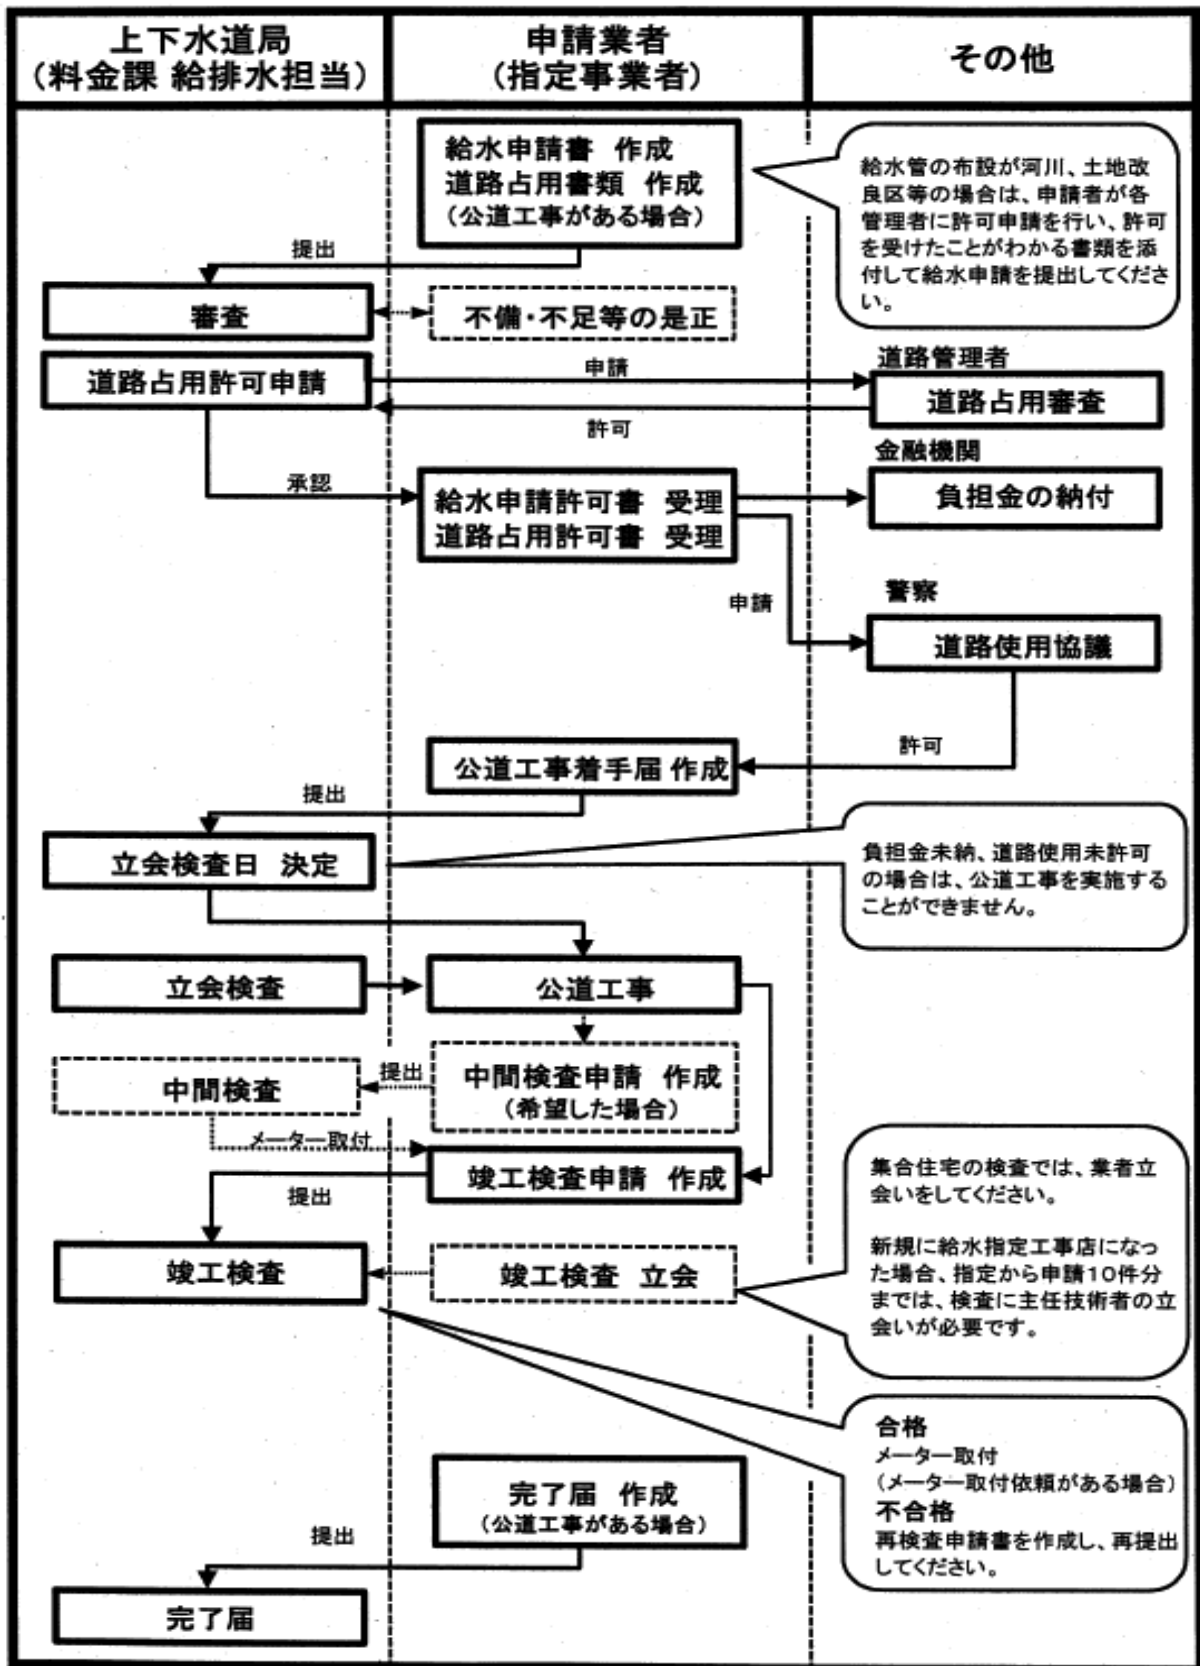 上下水道局
(料金課 給排水担当)
申請業者
(指定事業者)
その他
給水申請書 作成
道路占用書類 作成
(公道工事がある場合)
給水管の布設が河川、土地改
良区等の場合は、申請者が各
管理者に許可申請を行い、許可
を受けたことがわかる書類を添
付して給水申請を提出してくださ
い。
提出
審査
不備・不足等の是正
道路占用許可申請
申請
道路管理者
道路占用審査
許可
金融機関
承認
給水申請許可書 受理
道路占用許可書 受理
負担金の納付
申請
警察
道路使用協議
許可
公道工事着手届 作成
提出
立会検査日 決定
負担金未納、道路使用未許可
の場合は、公道工事を実施する
ことができません。
立会検査
公道工事
中間検査
提出
中間検査申請 作成
(希望した場合)
メーター取付
竣工検査申請 作成
提出
集合住宅の検査では、業者立
会いをしてください。
新規に給水指定工事店になっ
た場合、指定から申請10件分
までは、検査に主任技術者の立
会いが必要です。
竣工検査
竣工検査 立会
合格
メーター取付
(メーター取付依頼がある場合)
不合格
再検査申請書を作成し、再提出
してください。
完了届 作成
(公道工事がある場合)
提出
完了届